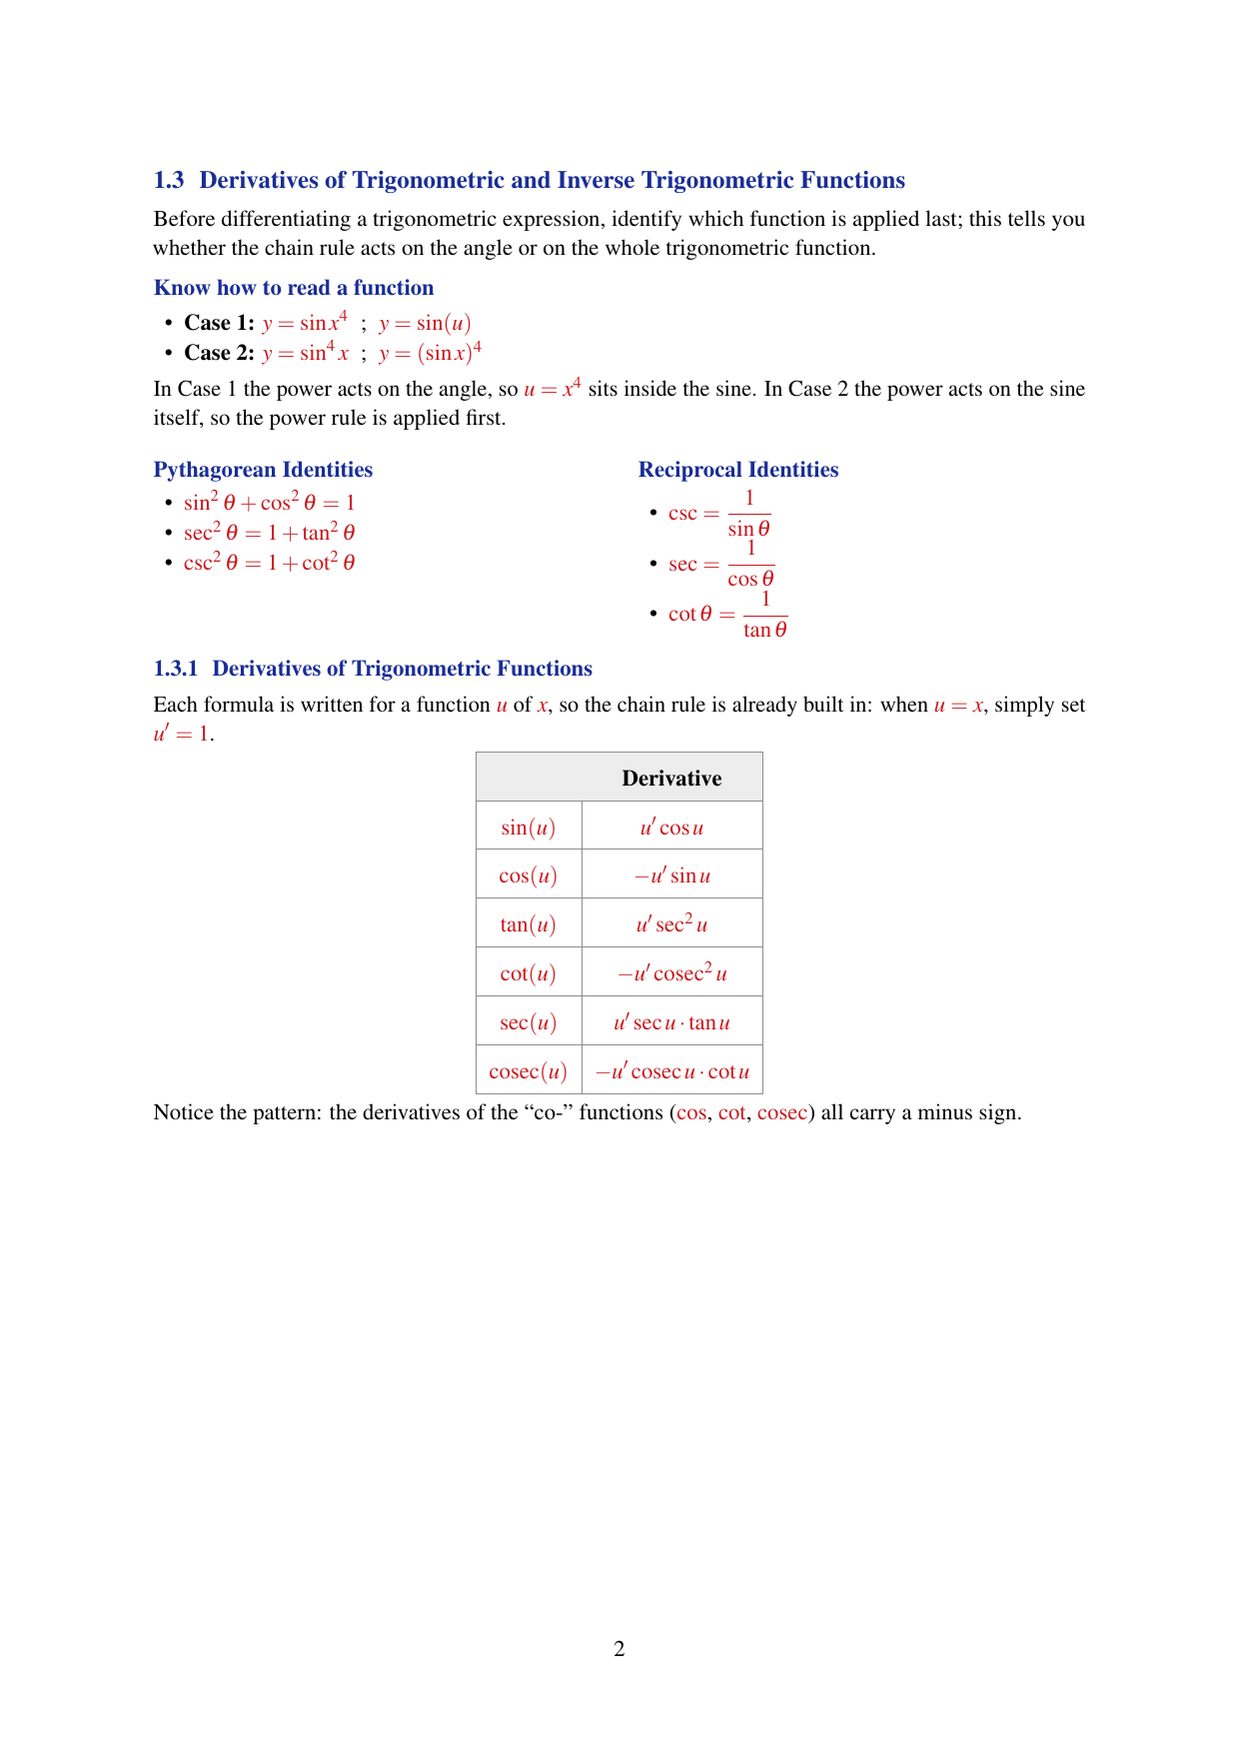 1.3 Derivatives of Trigonometric and Inverse Trigonometric Functions
Before differentiating a trigonometric expression, identify which function is applied last; this tells you
whether the chain rule acts on the angle or on the whole trigonometric function.
Know how to read a function
• Case 1: y = sin x⁴ ; y = sin(u)
• Case 2: y = sin⁴ x ; y = (sin x)⁴
In Case 1 the power acts on the angle, so u = x⁴ sits inside the sine. In Case 2 the power acts on the sine
itself, so the power rule is applied first.
Pythagorean Identities
• sin² θ + cos² θ = 1
• sec² θ = 1 + tan² θ
• csc² θ = 1 + cot² θ
Reciprocal Identities
• csc = 1/sin θ
• sec = 1/cos θ
• cot θ = 1/tan θ
1.3.1 Derivatives of Trigonometric Functions
Each formula is written for a function u of x, so the chain rule is already built in: when u = x, simply set
u′ = 1.
Derivative
sin(u) u′ cos u
cos(u) −u′ sin u
tan(u) u′ sec² u
cot(u) −u′ cosec² u
sec(u) u′ sec u · tan u
cosec(u) −u′ cosec u · cot u
Notice the pattern: the derivatives of the “co-” functions (cos, cot, cosec) all carry a minus sign.
2